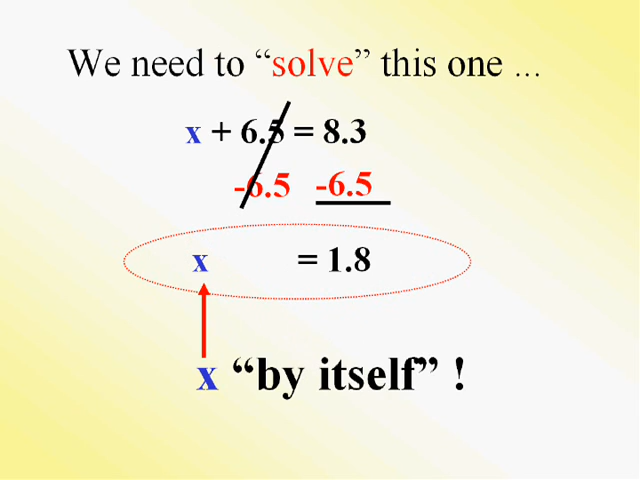 We need to “solve” this one ...
x + 6.5 = 8.3
-6.5 -6.5
x = 1.8
x “by itself” !